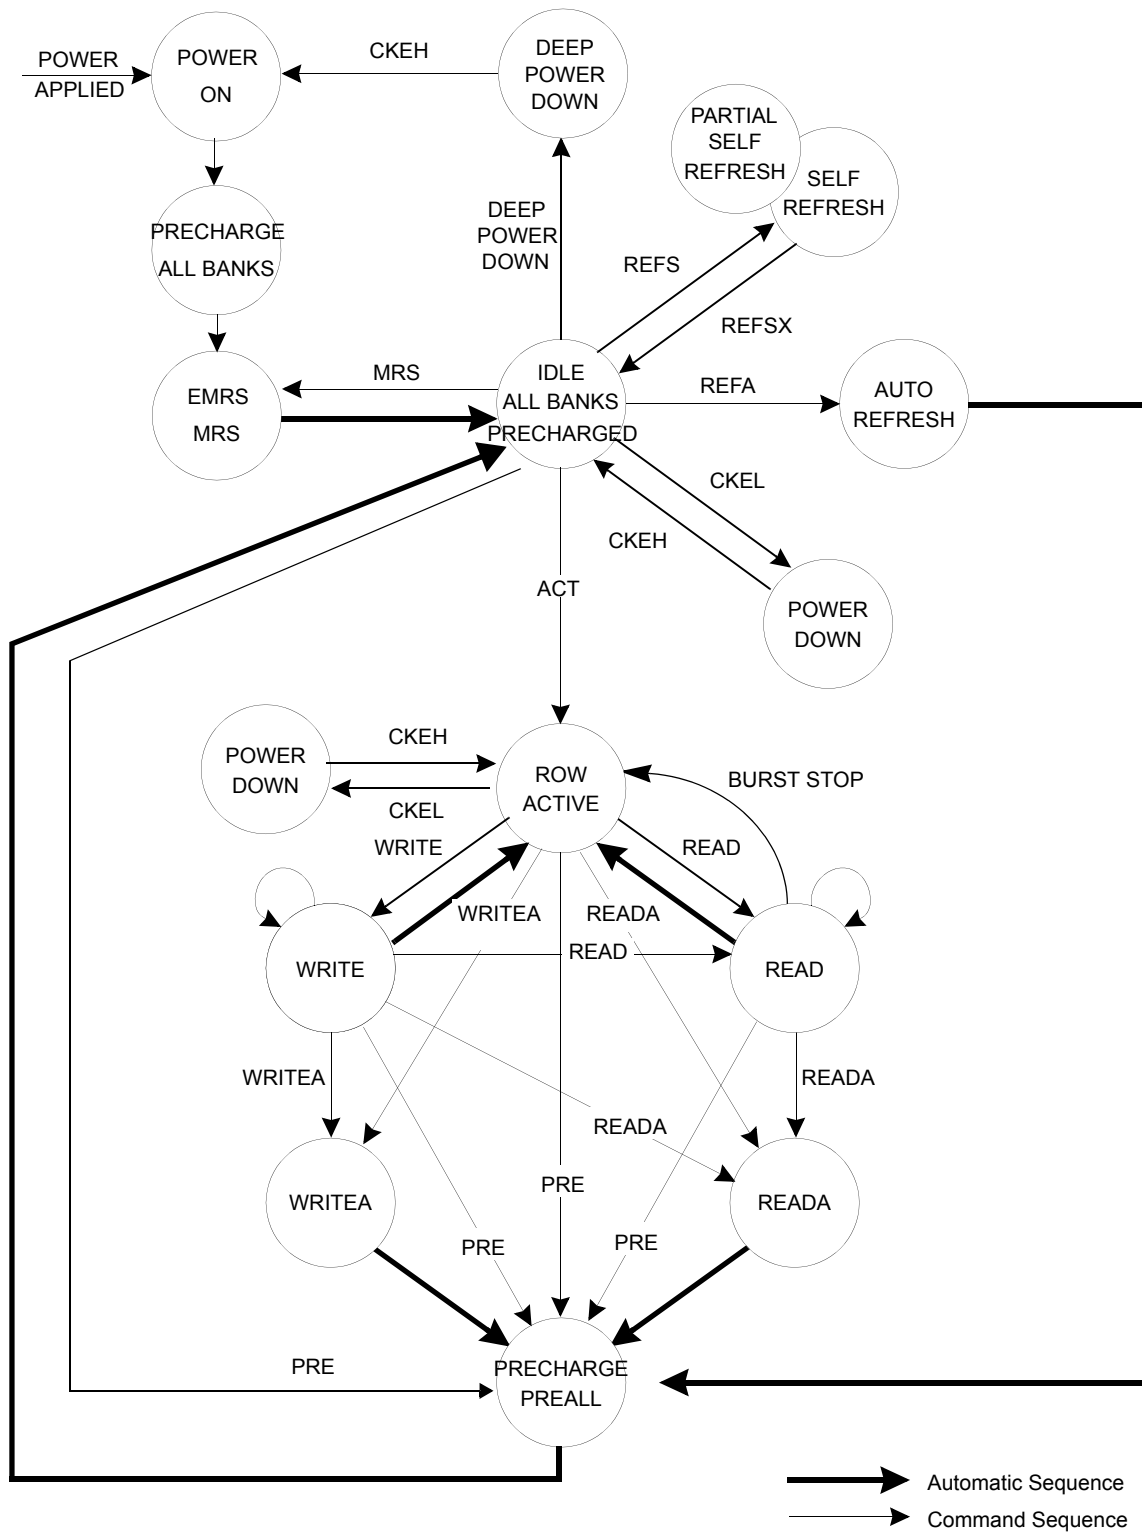 POWER
APPLIED
POWER
ON
CKEH
DEEP
POWER
DOWN
PARTIAL
SELF
REFRESH
SELF
REFRESH
PRECHARGE
ALL BANKS
DEEP
POWER
DOWN
REFS
REFSX
EMRS
MRS
MRS
IDLE
ALL BANKS
PRECHARGED
REFA
AUTO
REFRESH
CKEL
CKEH
ACT
POWER
DOWN
POWER
DOWN
CKEH
CKEL
ROW
ACTIVE
BURST STOP
WRITE
READ
WRITEA
READA
WRITE
READ
READ
WRITEA
READA
READA
WRITEA
PRE
READA
PRE
PRE
PRE
PRECHARGE
PREALL
Automatic Sequence
Command Sequence